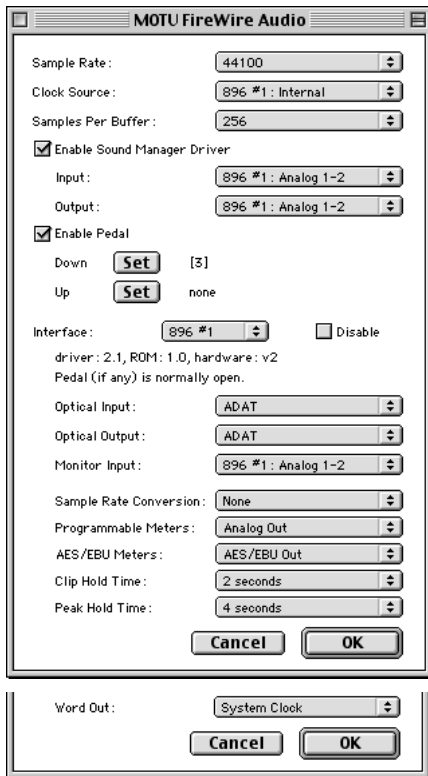 MOTU FireWire Audio
Sample Rate: 44100
Clock Source: 896 #1: Internal
Samples Per Buffer: 256
Enable Sound Manager Driver
Input: 896 #1: Analog 1-2
Output: 896 #1: Analog 1-2
Enable Pedal
Down Set [3]
Up Set none
Interface: 896 #1 Disable
driver: 2.1, ROM: 1.0, hardware: v2
Pedal (if any) is normally open.
Optical Input: ADAT
Optical Output: ADAT
Monitor Input: 896 #1: Analog 1-2
Sample Rate Conversion: None
Programmable Meters: Analog Out
AES/EBU Meters: AES/EBU Out
Clip Hold Time: 2 seconds
Peak Hold Time: 4 seconds
Cancel OK
Word Out: System Clock
Cancel OK